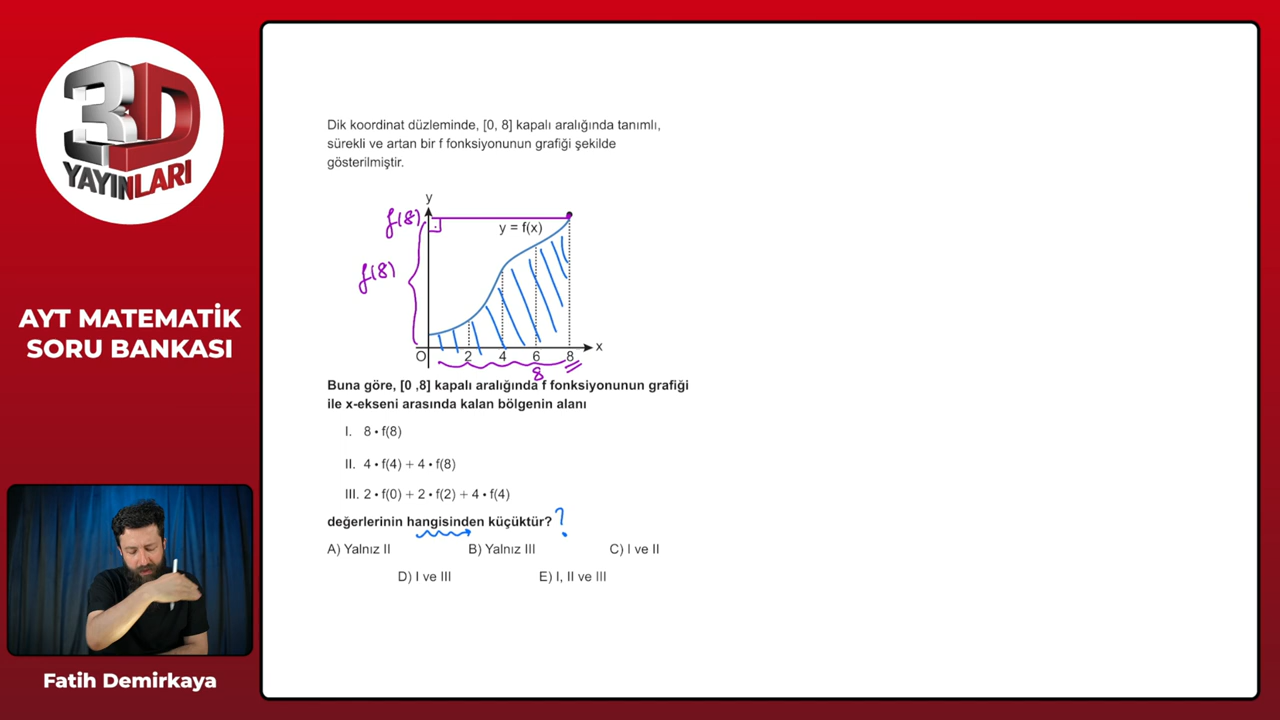 3D
YAYINLARI
AYT MATEMATİK
SORU BANKASI
Fatih Demirkaya
Dik koordinat düzleminde, [0, 8] kapalı aralığında tanımlı,
sürekli ve artan bir f fonksiyonunun grafiği şekilde
gösterilmiştir.
y
f(8)
y = f(x)
f(8)
O 2 4 6 8 x
8
Buna göre, [0 ,8] kapalı aralığında f fonksiyonunun grafiği
ile x-ekseni arasında kalan bölgenin alanı
I. 8 • f(8)
II. 4 • f(4) + 4 • f(8)
III. 2 • f(0) + 2 • f(2) + 4 • f(4)
değerlerinin hangisinden küçüktür? ?
A) Yalnız II B) Yalnız III C) I ve II
D) I ve III E) I, II ve III